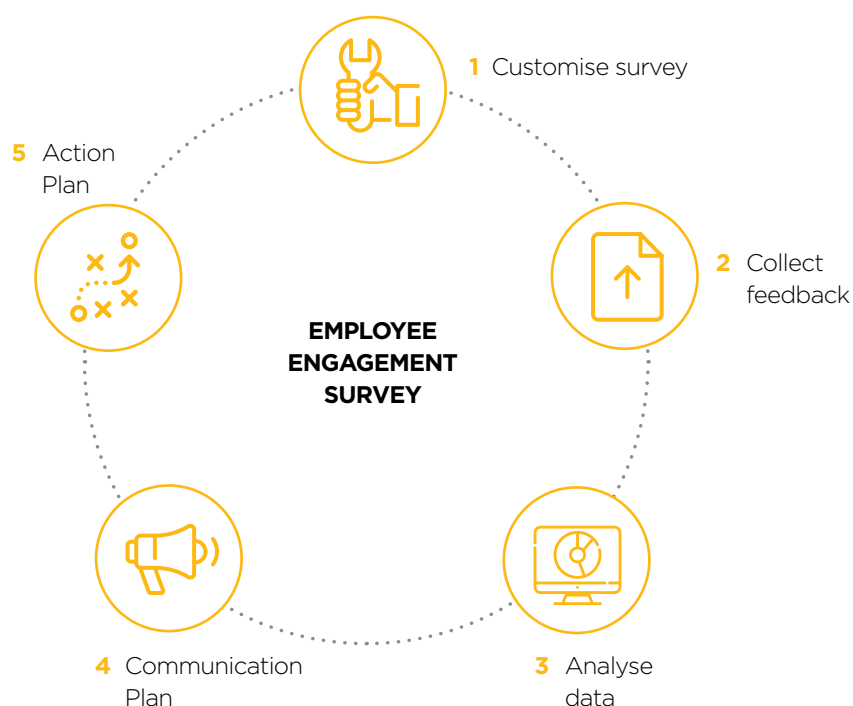 1 Customise survey
2 Collect
feedback
3 Analyse
data
4 Communication
Plan
5 Action
Plan
EMPLOYEE
ENGAGEMENT
SURVEY